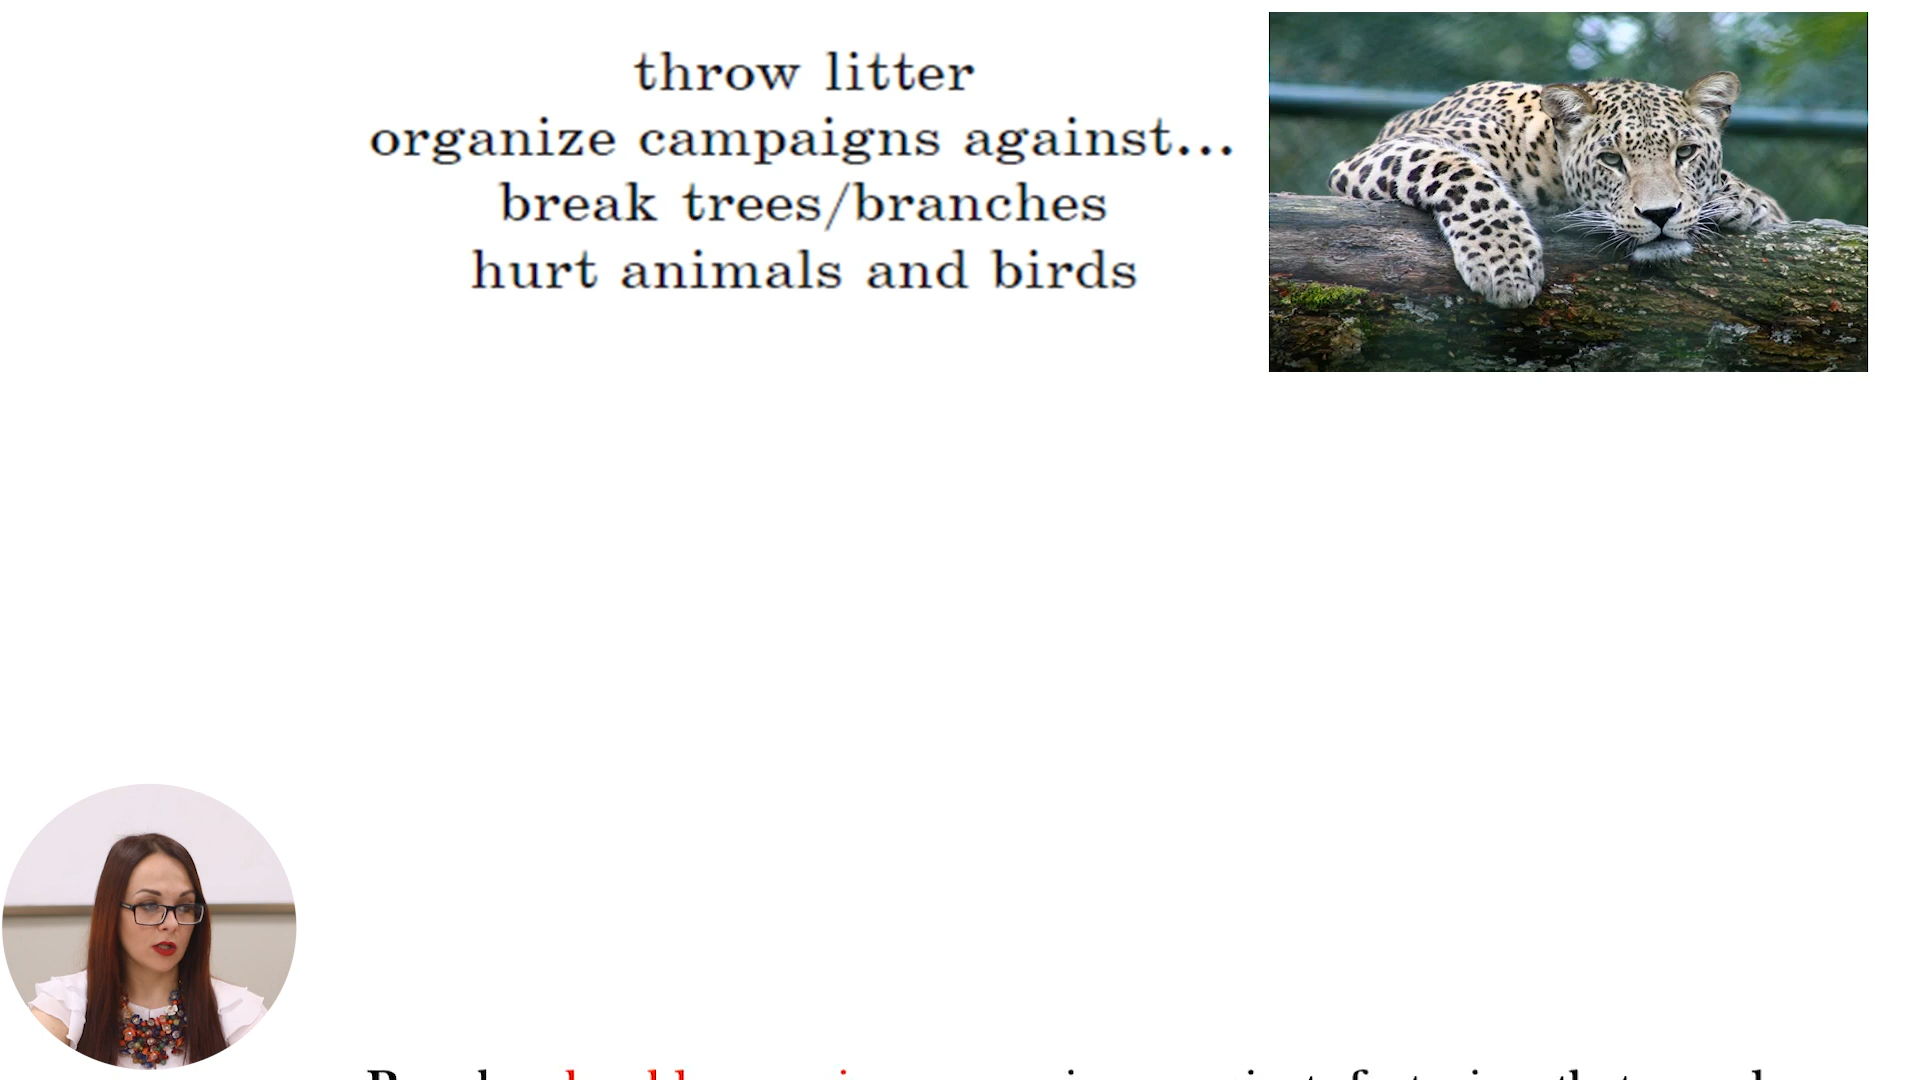 throw litter
organize campaigns against...
break trees/branches
hurt animals and birds